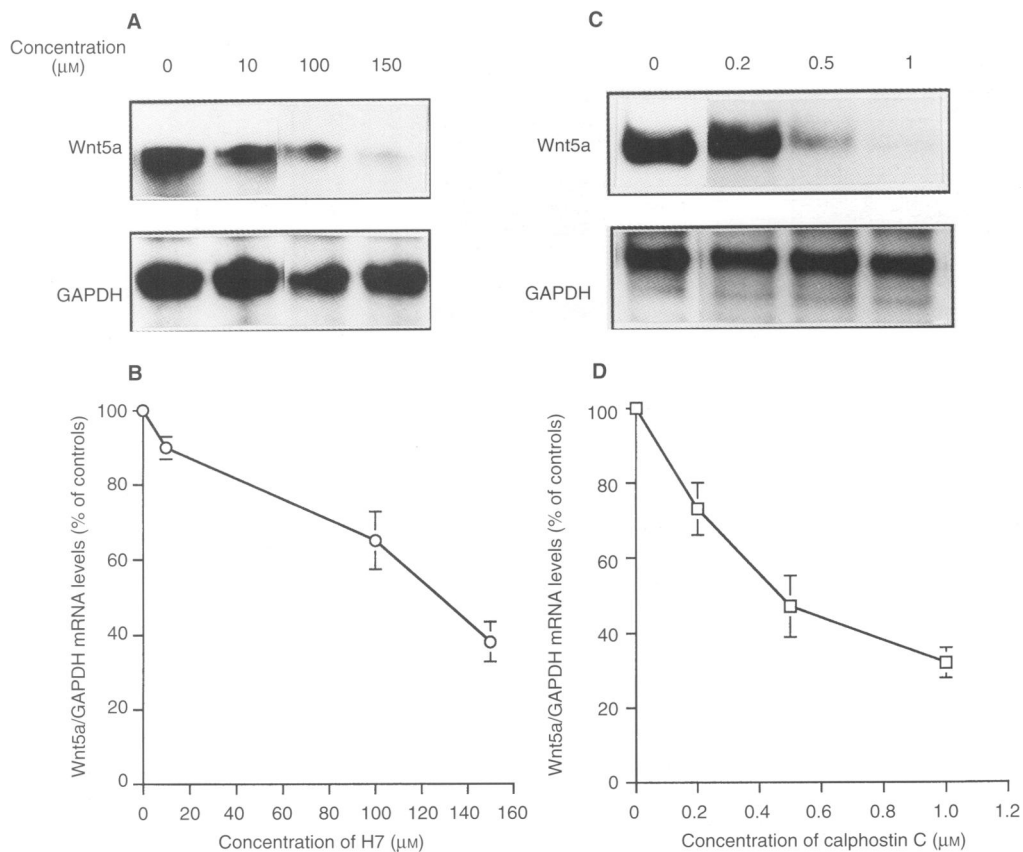 A
Concentration
(µM)
0 10 100 150
Wnt5a
GAPDH
B
Wnt5a/GAPDH mRNA levels (% of controls)
100
80
60
40
20
0
0 20 40 60 80 100 120 140 160
Concentration of H7 (µM)
C
0 0.2 0.5 1
Wnt5a
GAPDH
D
Wnt5a/GAPDH mRNA levels (% of controls)
100
80
60
40
20
0
0 0.2 0.4 0.6 0.8 1.0 1.2
Concentration of calphostin C (µM)